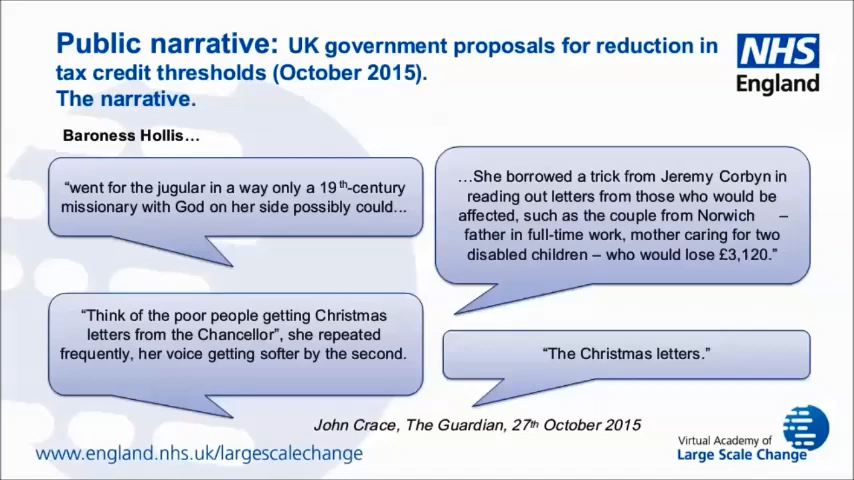 Public narrative: UK government proposals for reduction in
tax credit thresholds (October 2015).
The narrative.
NHS
England
Baroness Hollis…
“went for the jugular in a way only a 19th-century
missionary with God on her side possibly could...
…She borrowed a trick from Jeremy Corbyn in
reading out letters from those who would be
affected, such as the couple from Norwich –
father in full-time work, mother caring for two
disabled children – who would lose £3,120.”
“Think of the poor people getting Christmas
letters from the Chancellor”, she repeated
frequently, her voice getting softer by the second.
“The Christmas letters.”
John Crace, The Guardian, 27th October 2015
www.england.nhs.uk/largescalechange
Virtual Academy of
Large Scale Change